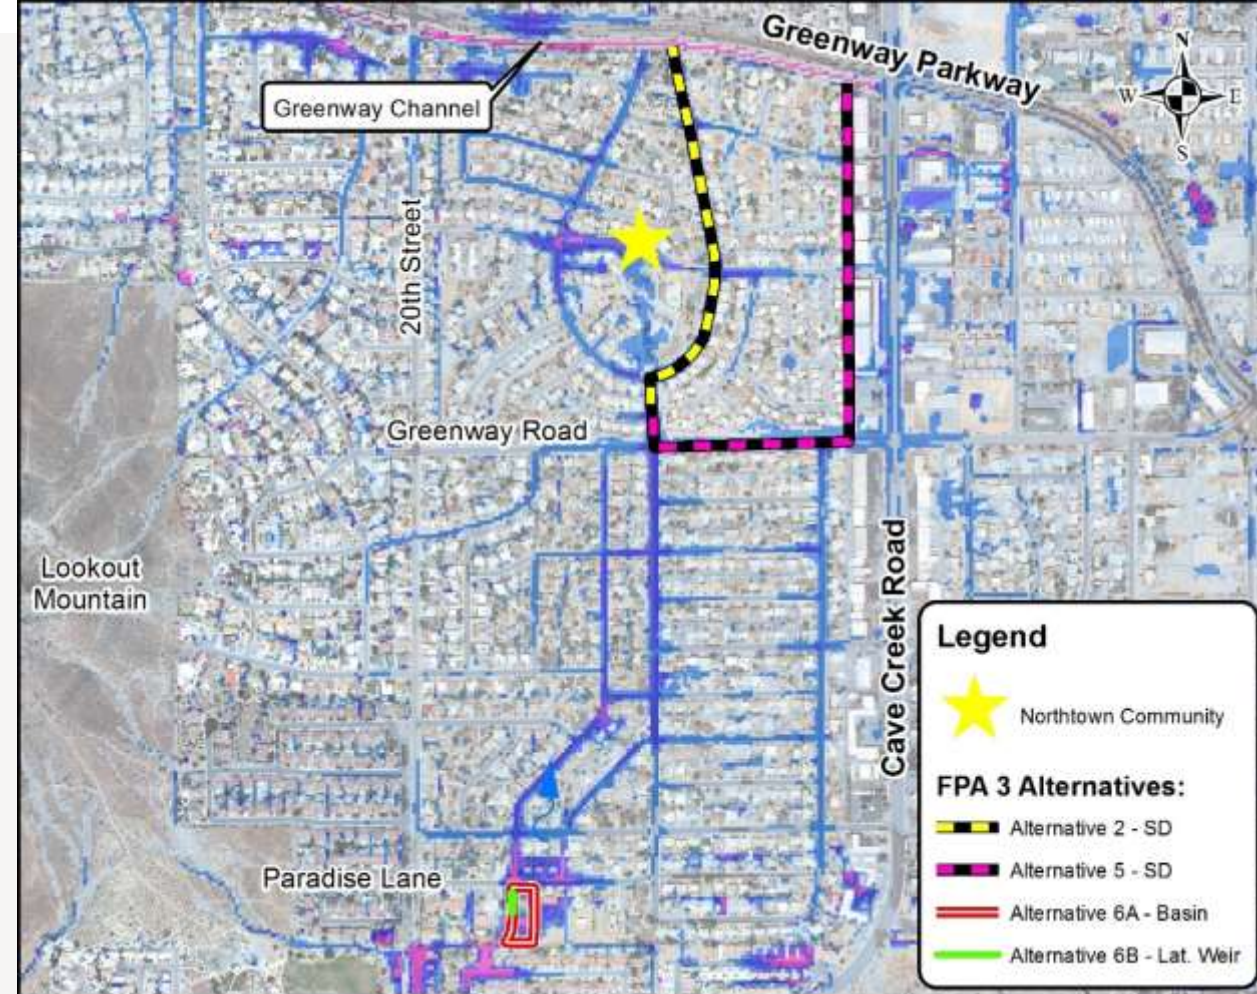 Greenway Parkway
N
W
E
S
Greenway Channel
20th Street
Greenway Road
Lookout
Mountain
Cave Creek Road
Paradise Lane
Legend
Northtown Community
FPA 3 Alternatives:
Alternative 2 - SD
Alternative 5 - SD
Alternative 6A - Basin
Alternative 6B - Lat. Weir